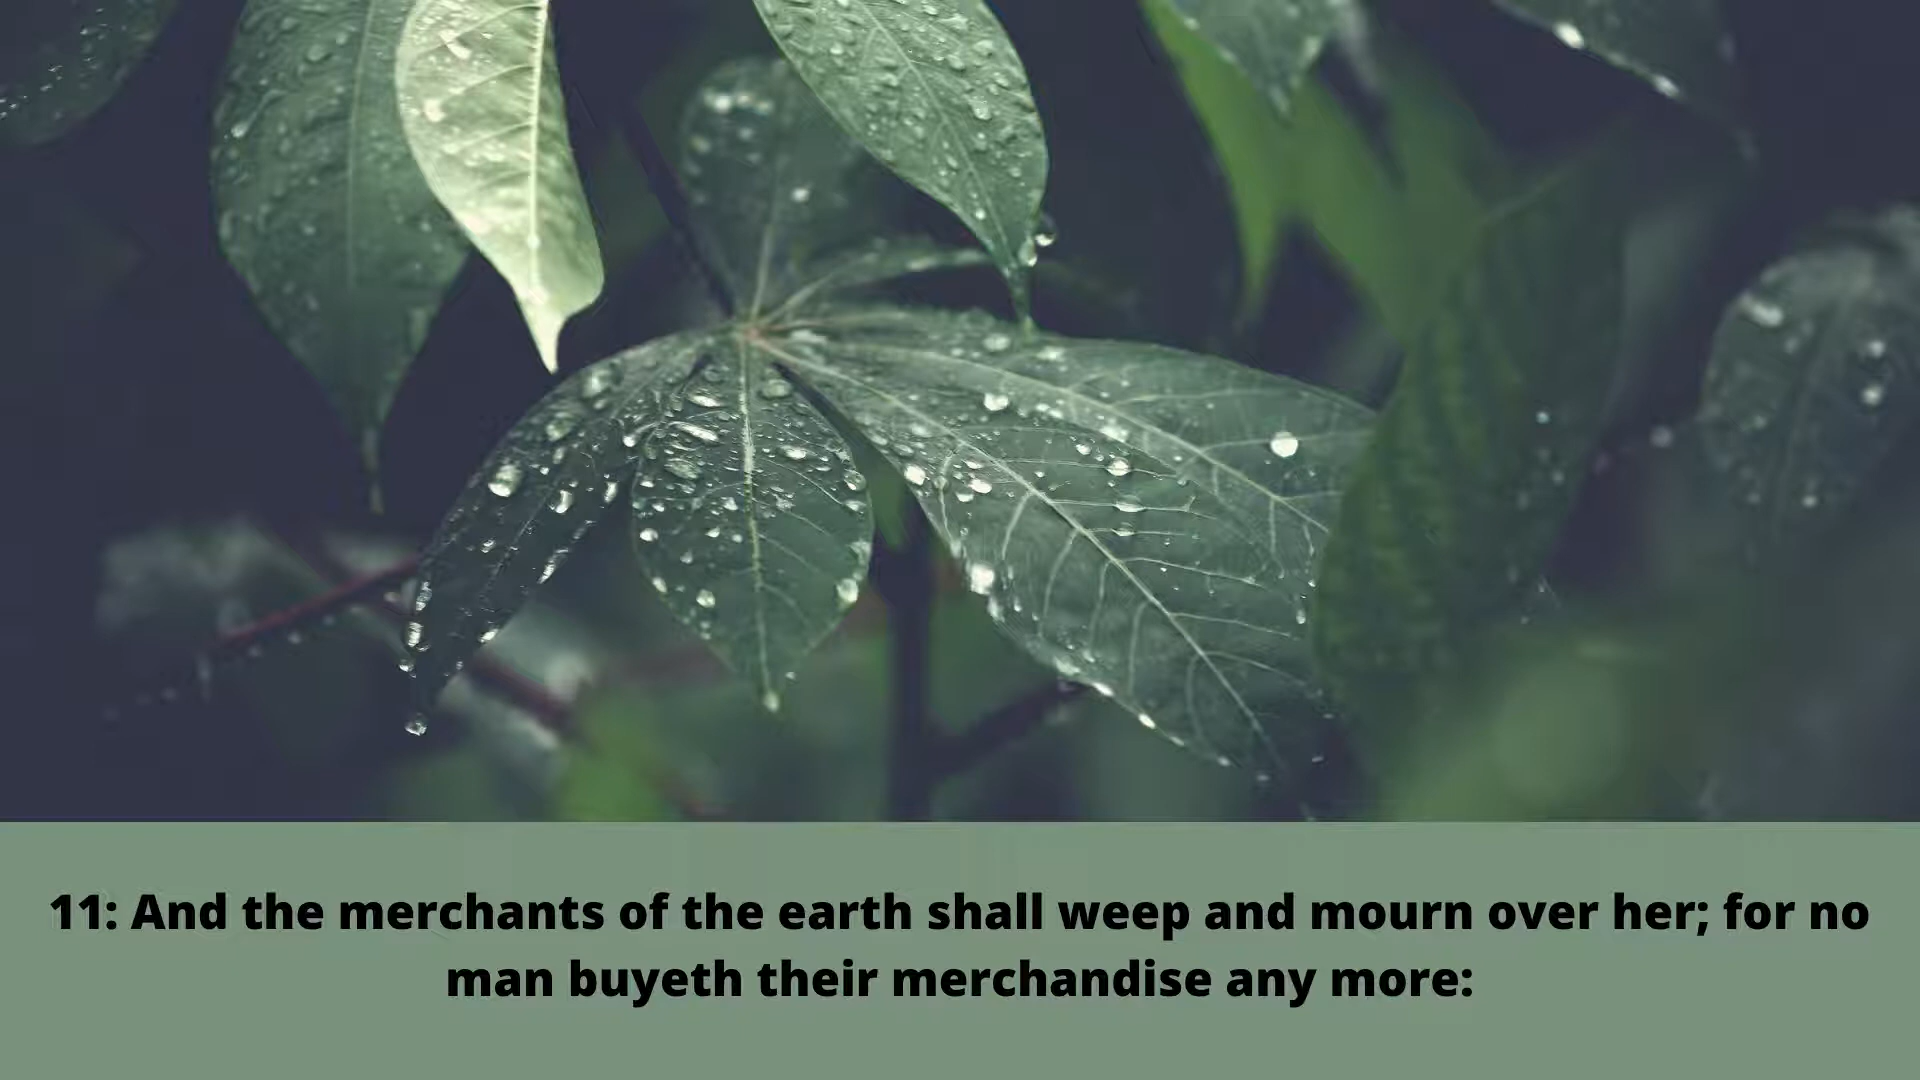 11: And the merchants of the earth shall weep and mourn over her; for no
man buyeth their merchandise any more: